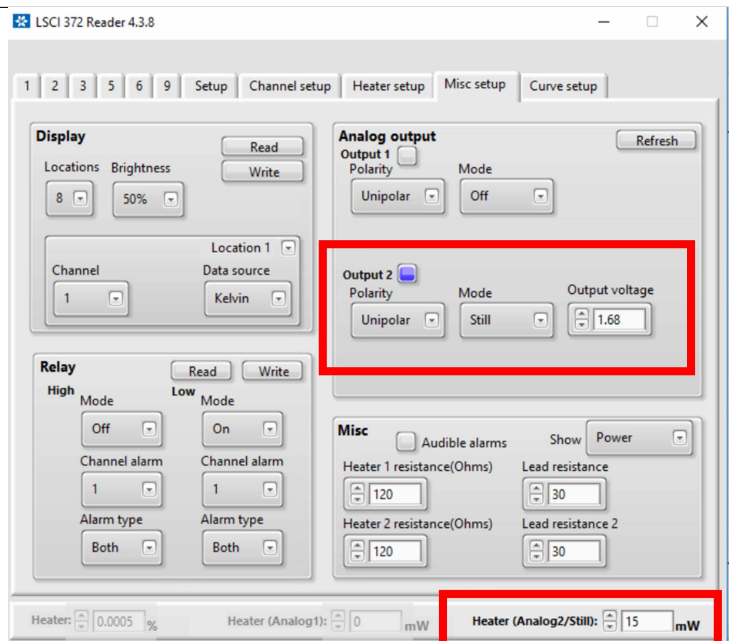 LSCI 372 Reader 4.3.8
1 2 3 5 6 9 Setup Channel setup Heater setup Misc setup Curve setup
Display
Read
Locations Brightness
Write
8 50%
Location 1
Channel Data source
1 Kelvin
Analog output
Refresh
Output 1
Polarity Mode
Unipolar Off
Output 2
Polarity Mode Output voltage
Unipolar Still 1.68
Relay
Read Write
High Low
Mode Mode
Off On
Channel alarm Channel alarm
1 1
Alarm type Alarm type
Both Both
Misc
Audible alarms Show Power
Heater 1 resistance(Ohms) Lead resistance
120 30
Heater 2 resistance(Ohms) Lead resistance 2
120 30
Heater: 0.0005 % Heater (Analog1): 0 mW Heater (Analog2/Still): 15 mW